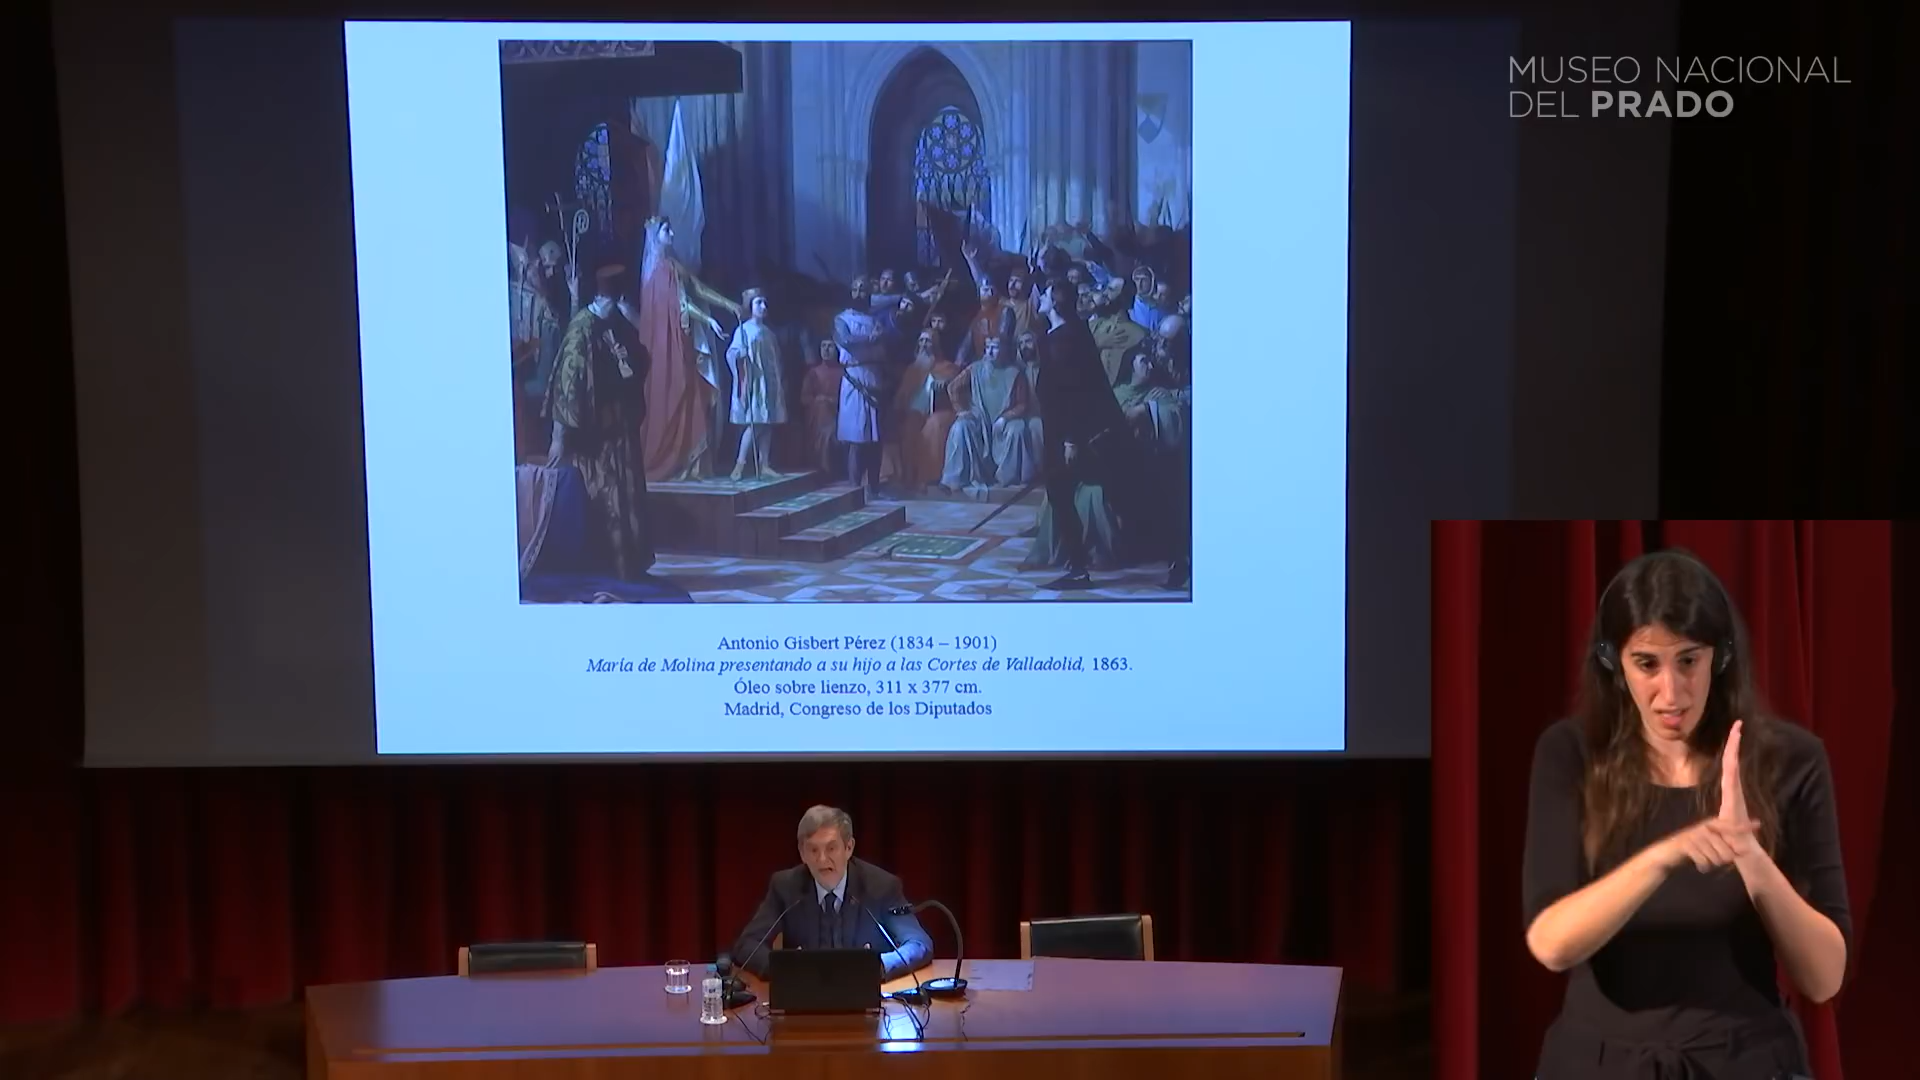 MUSEO NACIONAL
DEL PRADO
Antonio Gisbert Pérez (1834 – 1901)
María de Molina presentando a su hijo a las Cortes de Valladolid, 1863.
Óleo sobre lienzo, 311 x 377 cm.
Madrid, Congreso de los Diputados